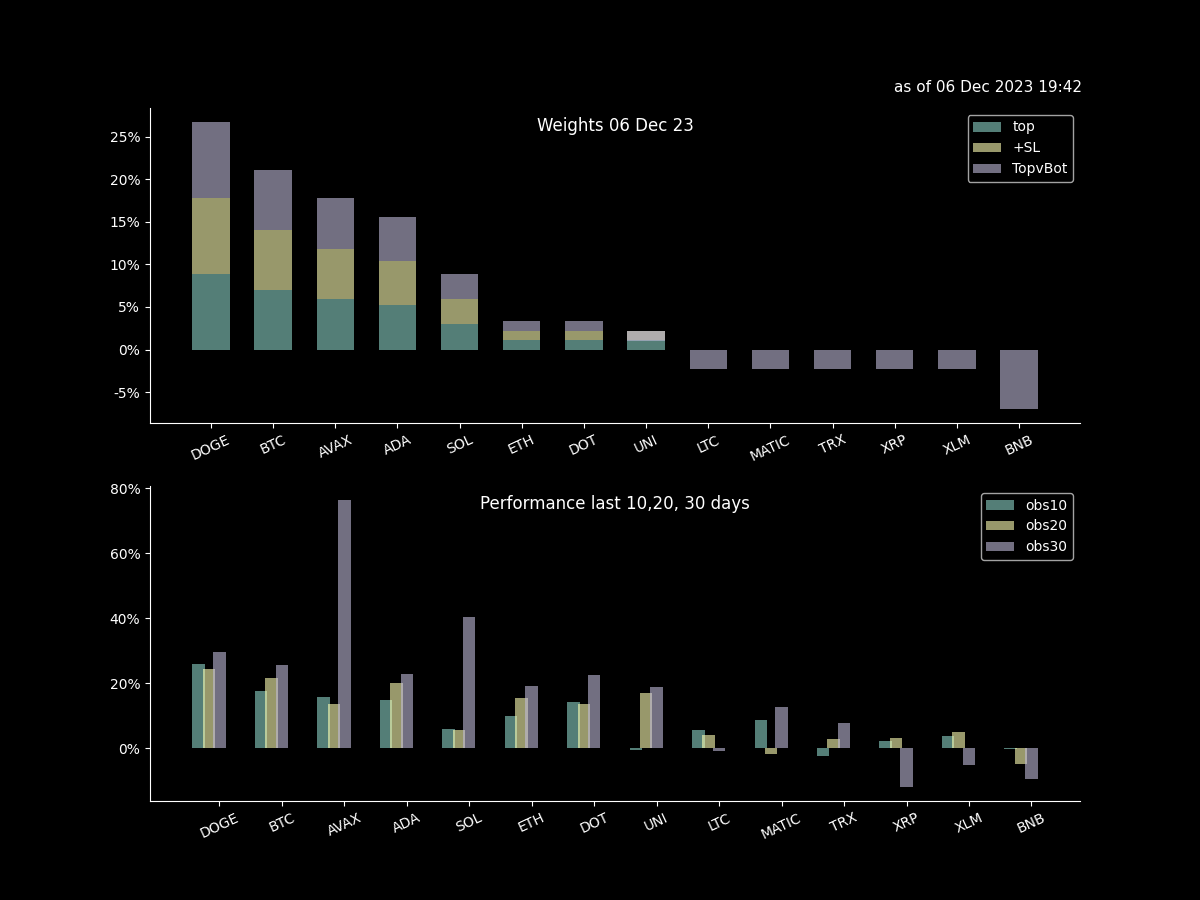 as of 06 Dec 2023 19:42
Weights 06 Dec 23
top
+SL
TopvBot
25%
20%
15%
10%
5%
0%
-5%
DOGE BTC AVAX ADA SOL ETH DOT UNI LTC MATIC TRX XRP XLM BNB
Performance last 10,20, 30 days
obs10
obs20
obs30
80%
60%
40%
20%
0%
DOGE BTC AVAX ADA SOL ETH DOT UNI LTC MATIC TRX XRP XLM BNB